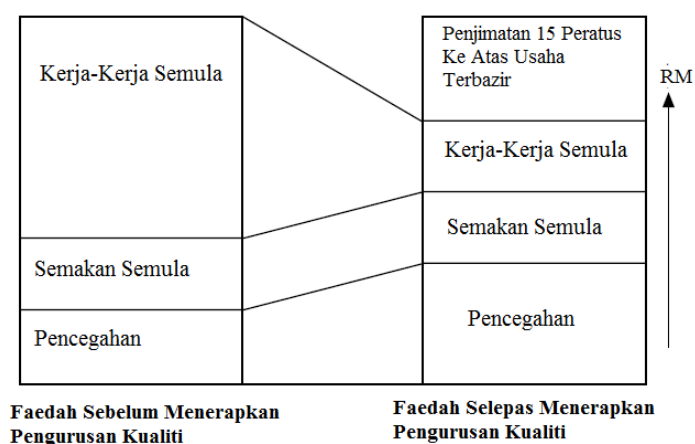 Kerja-Kerja Semula
Semakan Semula
Pencegahan
Faedah Sebelum Menerapkan
Pengurusan Kualiti
Penjimatan 15 Peratus
Ke Atas Usaha
Terbazir
Kerja-Kerja Semula
Semakan Semula
Pencegahan
Faedah Selepas Menerapkan
Pengurusan Kualiti
RM